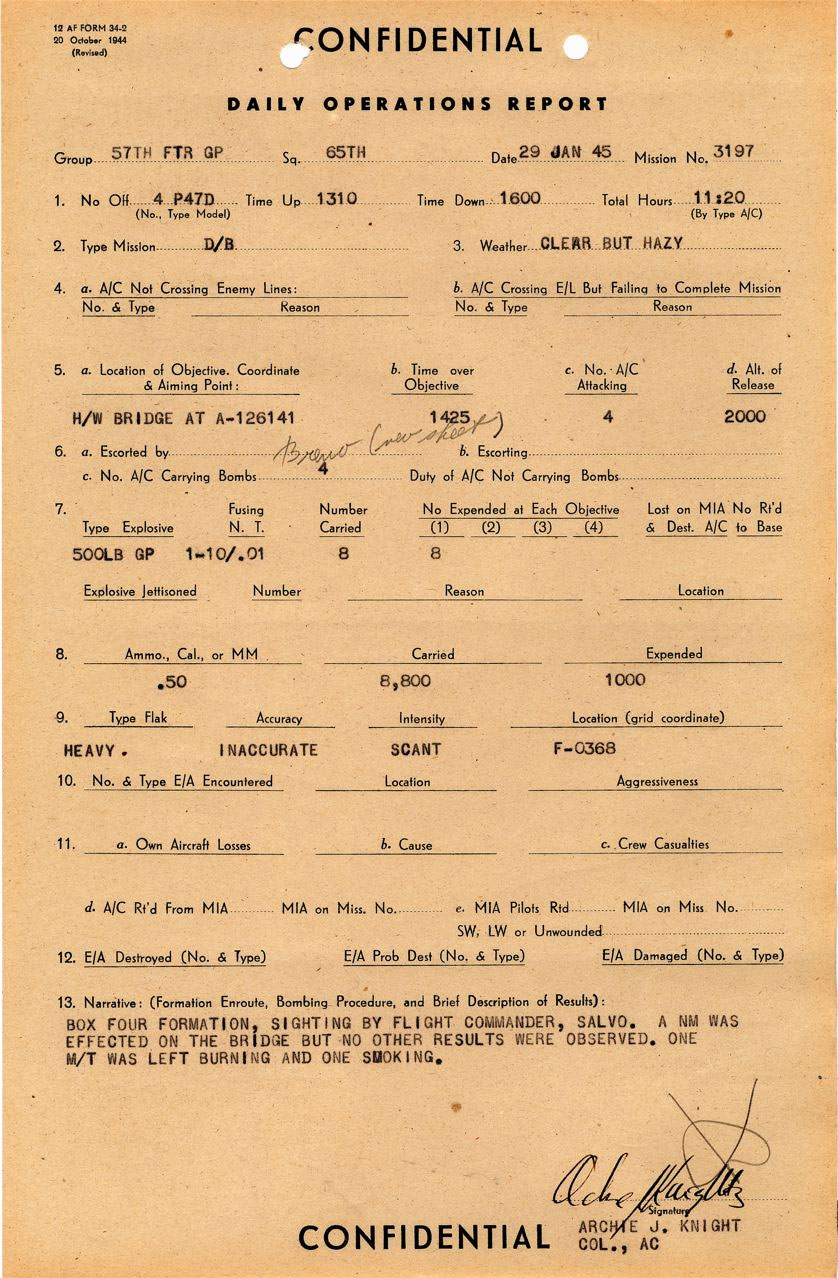 12 AF FORM 34-2
20 October 1944
(Revised)
CONFIDENTIAL
DAILY OPERATIONS REPORT
Group 57TH FTR GP Sq. 65TH Date 29 JAN 45 Mission No. 3197
1. No Off 4 P47D Time Up 1310 Time Down 1600 Total Hours 11:20
(No., Type Model) (By Type A/C)
2. Type Mission D/B 3. Weather CLEAR BUT HAZY
4. a. A/C Not Crossing Enemy Lines: b. A/C Crossing E/L But Failing to Complete Mission
No. & Type Reason No. & Type Reason
5. a. Location of Objective. Coordinate b. Time over c. No. A/C d. Alt. of
& Aiming Point: Objective Attacking Release
H/W BRIDGE AT A-126141 1425 4 2000
6. a. Escorted by (new sheet) b. Escorting
c. No. A/C Carrying Bombs 4 Duty of A/C Not Carrying Bombs
7. Fusing Number No Expended at Each Objective Lost on MIA No Rt'd
Type Explosive N. T. Carried (1) (2) (3) (4) & Dest. A/C to Base
500LB GP 1-10/.01 8 8
Explosive Jettisoned Number Reason Location
8. Ammo., Cal., or MM Carried Expended
.50 8,800 1000
9. Type Flak Accuracy Intensity Location (grid coordinate)
HEAVY. INACCURATE SCANT F-0368
10. No. & Type E/A Encountered Location Aggressiveness
11. a. Own Aircraft Losses b. Cause c. Crew Casualties
d. A/C Rt'd From MIA MIA on Miss. No. e. MIA Pilots Rtd MIA on Miss No.
SW, LW or Unwounded
12. E/A Destroyed (No. & Type) E/A Prob Dest (No. & Type) E/A Damaged (No. & Type)
13. Narrative: (Formation Enroute, Bombing Procedure, and Brief Description of Results):
BOX FOUR FORMATION, SIGHTING BY FLIGHT COMMANDER, SALVO. A NM WAS
EFFECTED ON THE BRIDGE BUT NO OTHER RESULTS WERE OBSERVED. ONE
M/T WAS LEFT BURNING AND ONE SMOKING.
Archie J Knight
Signature
ARCHIE J. KNIGHT
COL., AC
CONFIDENTIAL